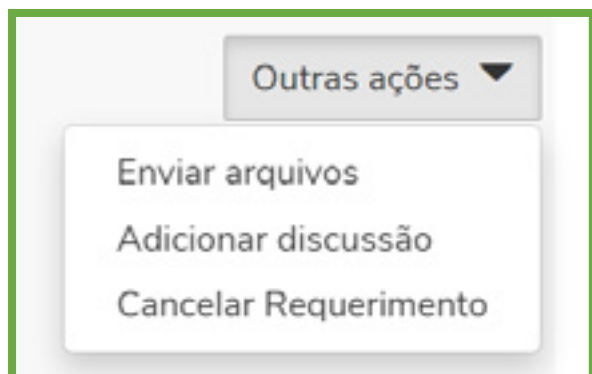 Outras ações
Enviar arquivos
Adicionar discussão
Cancelar Requerimento